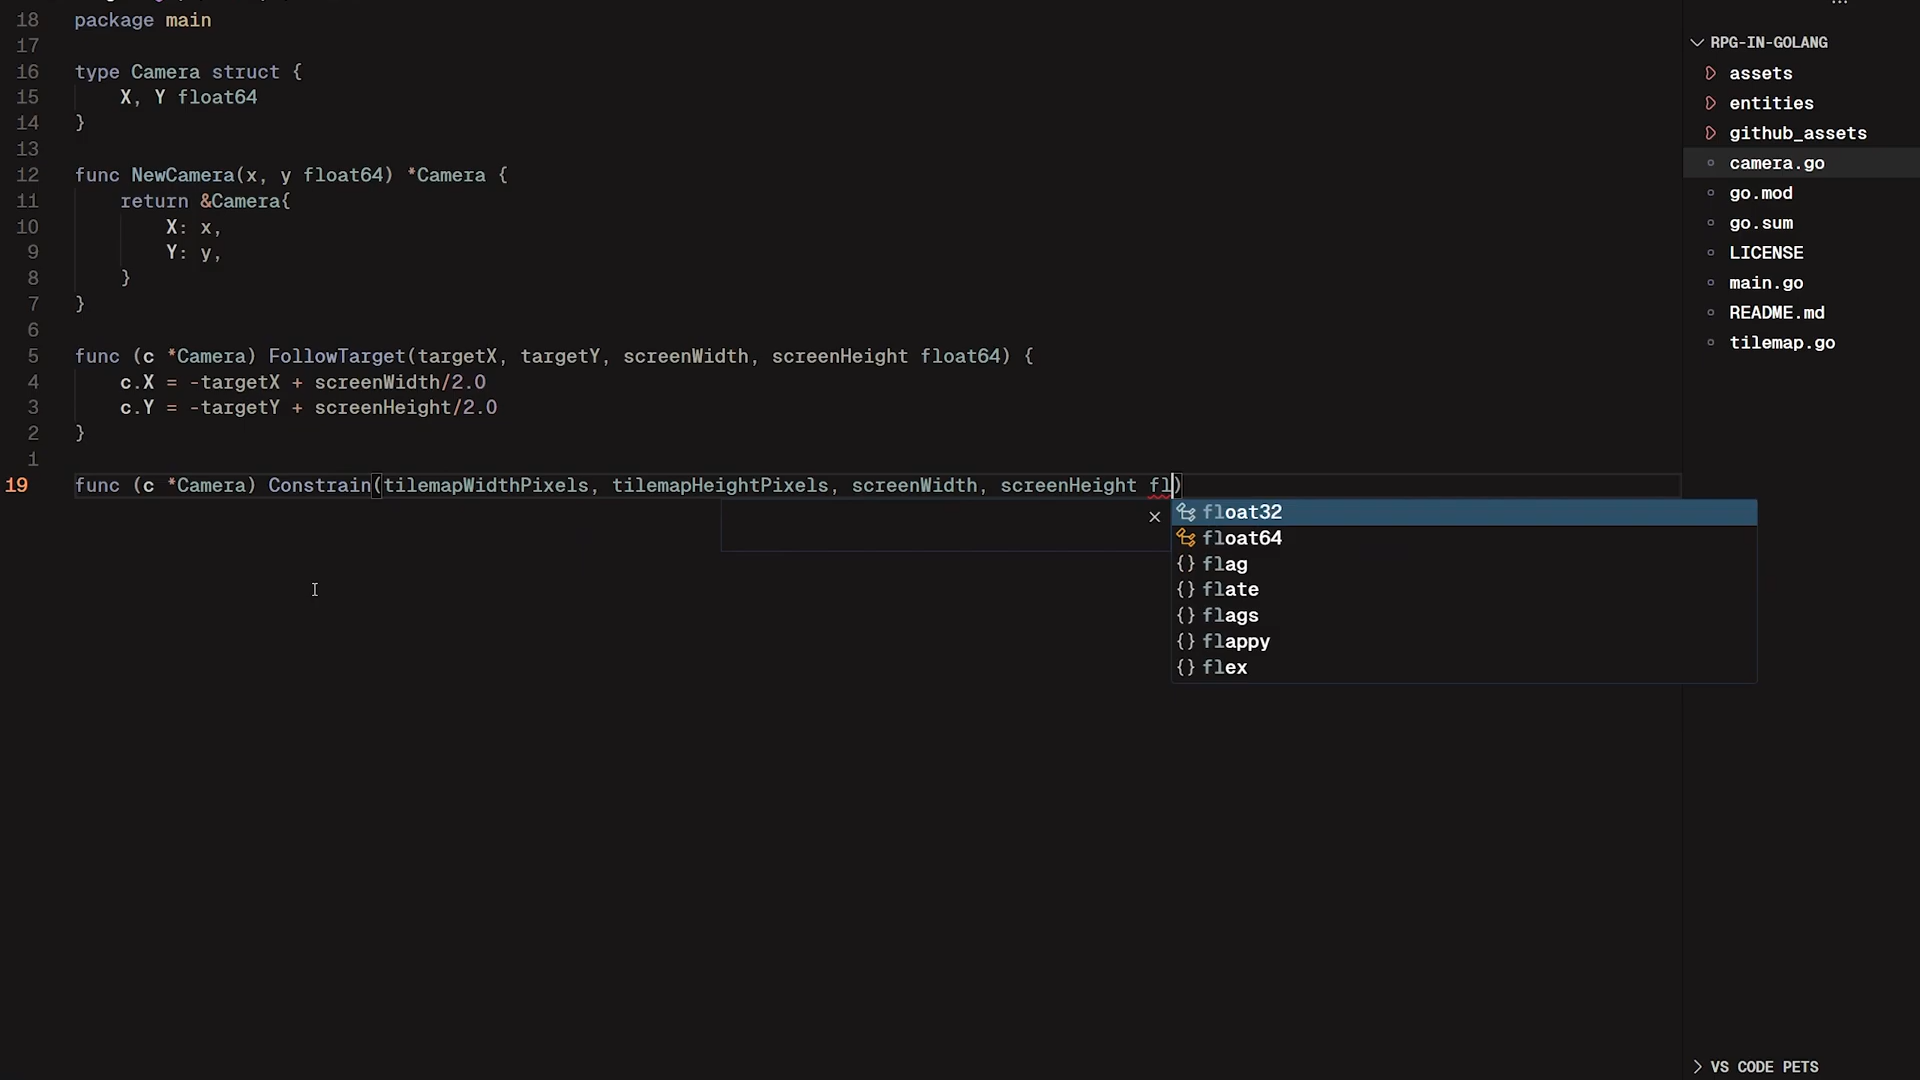 18 package main
17
16 type Camera struct {
15 X, Y float64
14 }
13
12 func NewCamera(x, y float64) *Camera {
11 return &Camera{
10 X: x,
9 Y: y,
8 }
7 }
6
5 func (c *Camera) FollowTarget(targetX, targetY, screenWidth, screenHeight float64) {
4 c.X = -targetX + screenWidth/2.0
3 c.Y = -targetY + screenHeight/2.0
2 }
1
19 func (c *Camera) Constrain(tilemapWidthPixels, tilemapHeightPixels, screenWidth, screenHeight fl)
float32
float64
flag
flate
flags
flappy
flex
RPG-IN-GOLANG
assets
entities
github_assets
camera.go
go.mod
go.sum
LICENSE
main.go
README.md
tilemap.go
VS CODE PETS